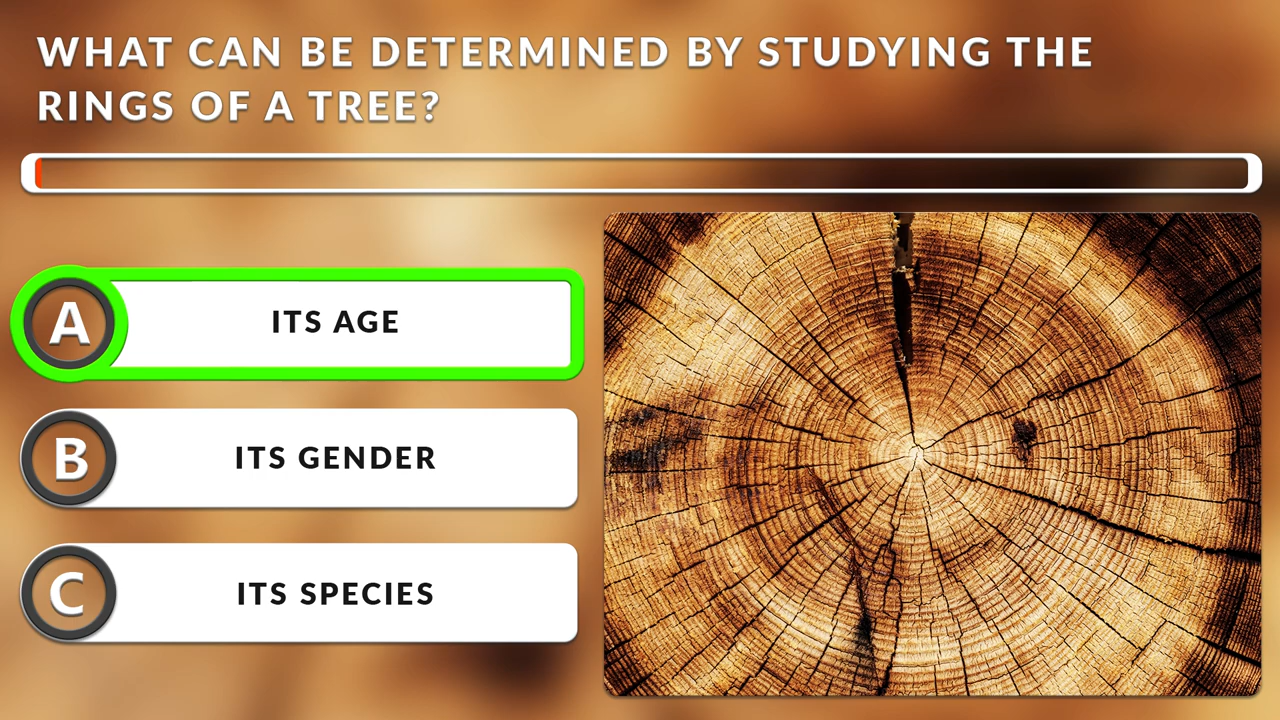 WHAT CAN BE DETERMINED BY STUDYING THE
RINGS OF A TREE?
A ITS AGE
B ITS GENDER
C ITS SPECIES